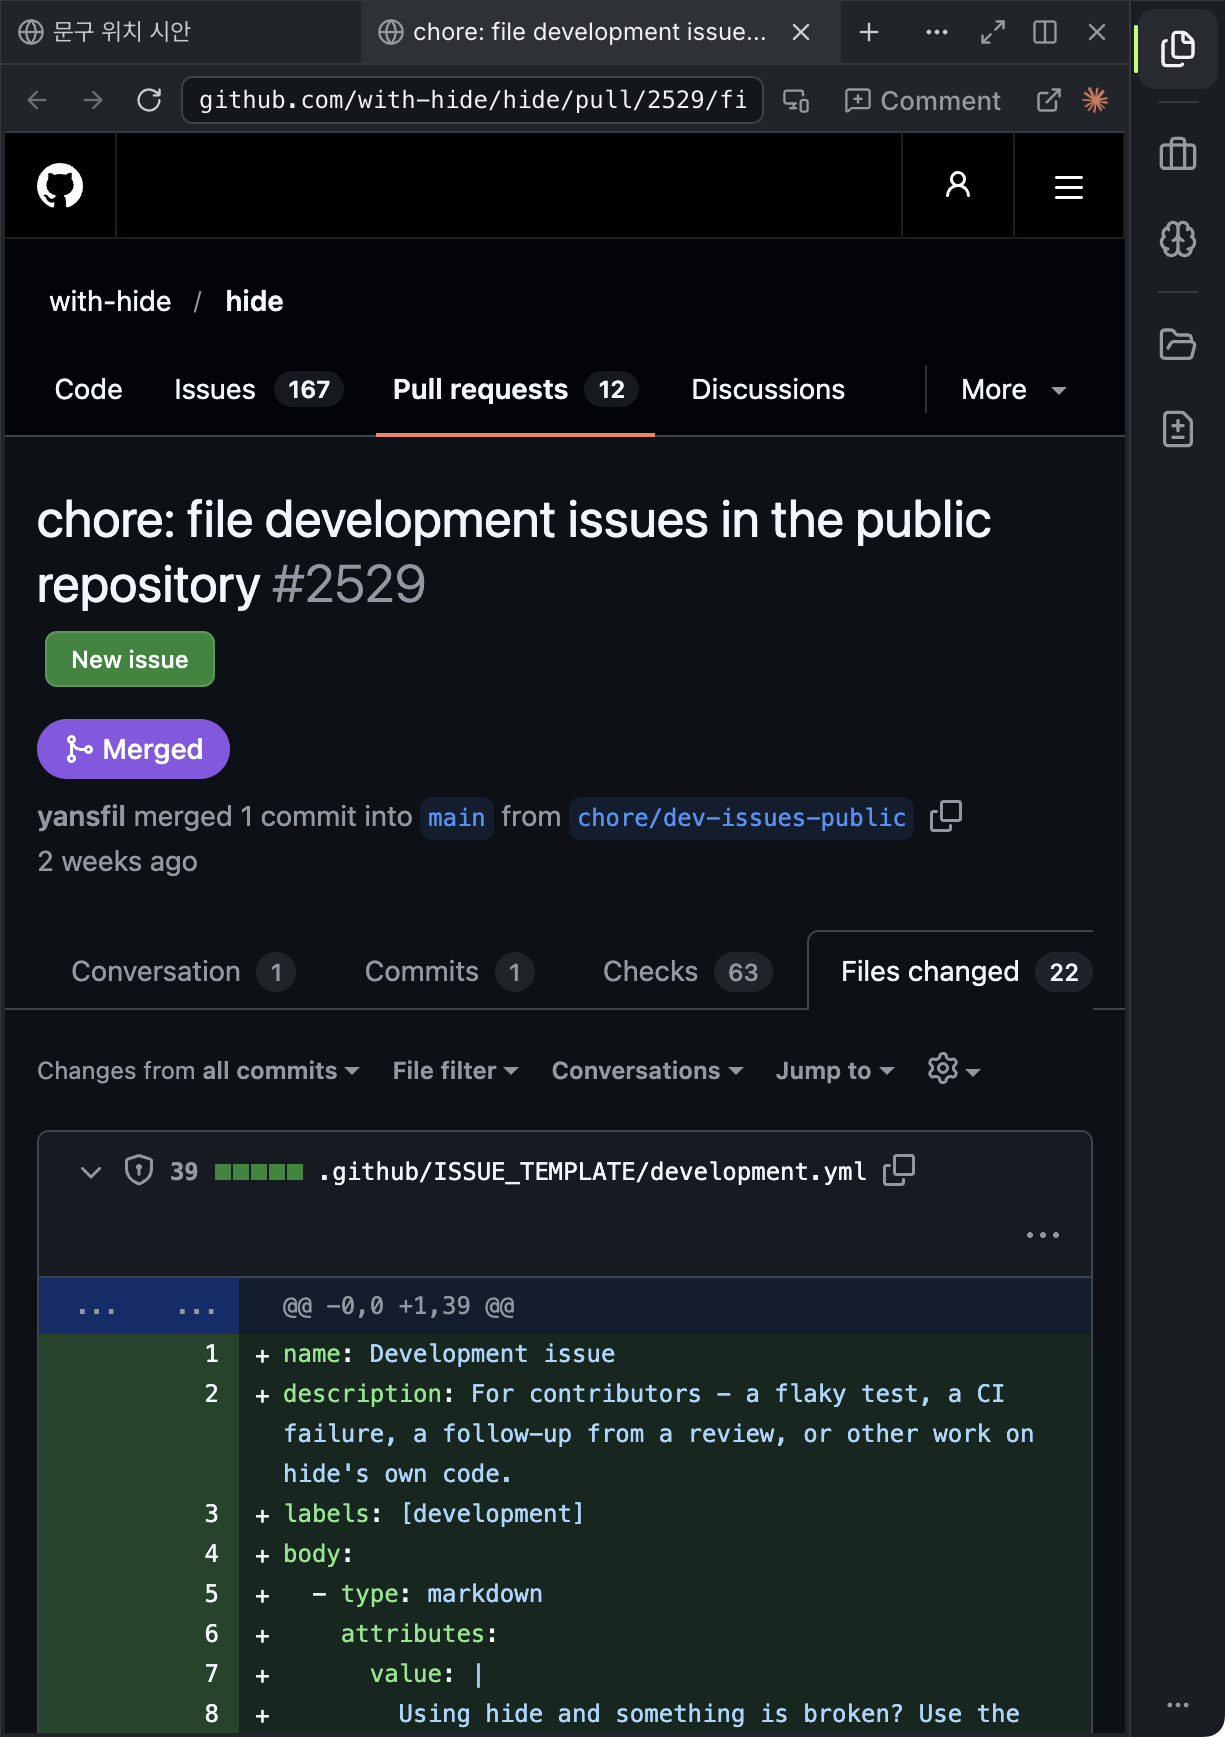 문구 위치 시안
chore: file development issue...
github.com/with-hide/hide/pull/2529/fi
Comment
with-hide / hide
Code Issues 167 Pull requests 12 Discussions More
chore: file development issues in the public
repository #2529
New issue
Merged
yansfil merged 1 commit into main from chore/dev-issues-public
2 weeks ago
Conversation 1 Commits 1 Checks 63 Files changed 22
Changes from all commits File filter Conversations Jump to
39 .github/ISSUE_TEMPLATE/development.yml
...
... ... @@ -0,0 +1,39 @@
1 + name: Development issue
2 + description: For contributors - a flaky test, a CI
failure, a follow-up from a review, or other work on
hide's own code.
3 + labels: [development]
4 + body:
5 + - type: markdown
6 + attributes:
7 + value: |
8 + Using hide and something is broken? Use the